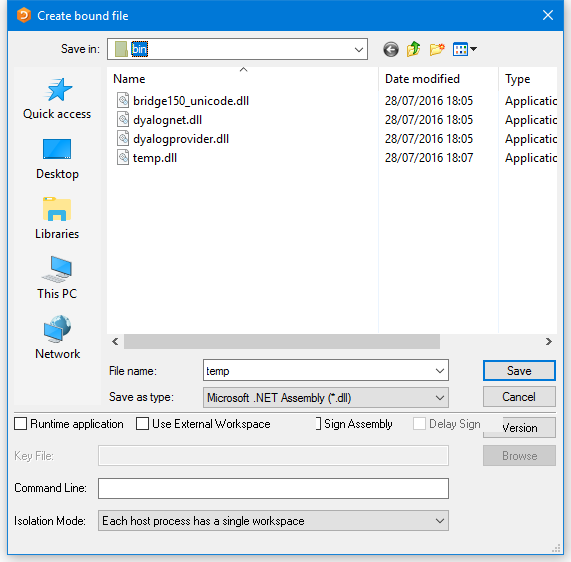 Create bound file
Save in: bin
Name Date modified Type
bridge150_unicode.dll 28/07/2016 18:05 Applicatio
dyalognet.dll 28/07/2016 18:05 Applicatio
dyalogprovider.dll 28/07/2016 18:05 Applicatio
temp.dll 28/07/2016 18:07 Applicatio
Quick access
Desktop
Libraries
This PC
Network
File name: temp Save
Save as type: Microsoft .NET Assembly (*.dll) Cancel
Runtime application Use External Workspace Sign Assembly Delay Sign Version
Key File: Browse
Command Line:
Isolation Mode: Each host process has a single workspace